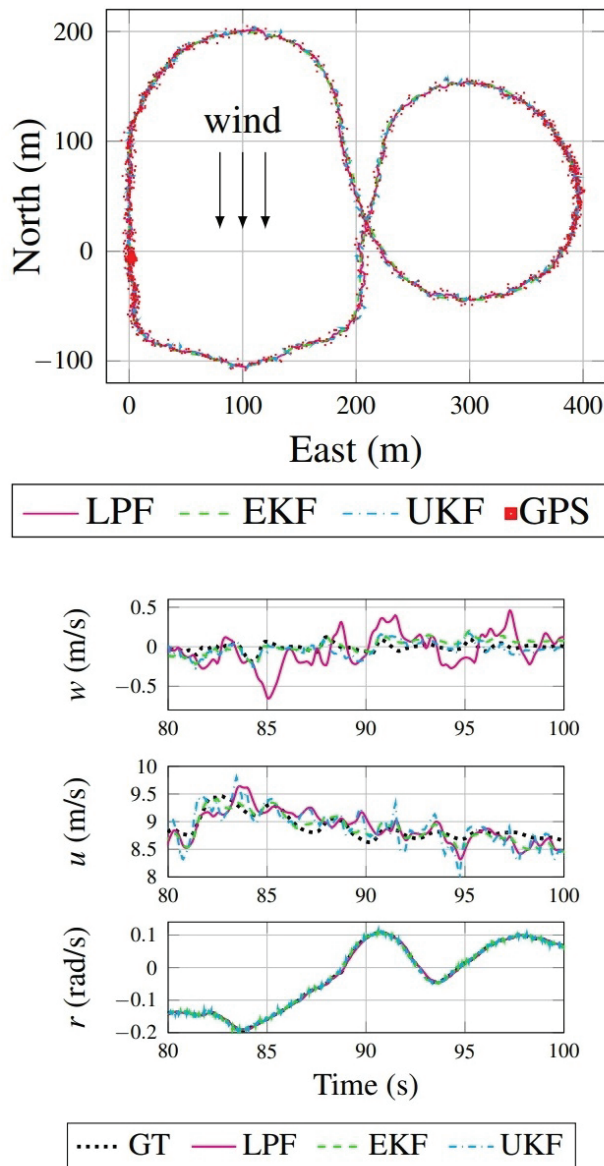 200
100
0
−100
North (m)
wind
0 100 200 300 400
East (m)
LPF EKF UKF GPS
0.5
0
−0.5
w (m/s)
80 85 90 95 100
10
9.5
9
8.5
8
u (m/s)
80 85 90 95 100
0.1
0
−0.1
−0.2
r (rad/s)
80 85 90 95 100
Time (s)
GT LPF EKF UKF